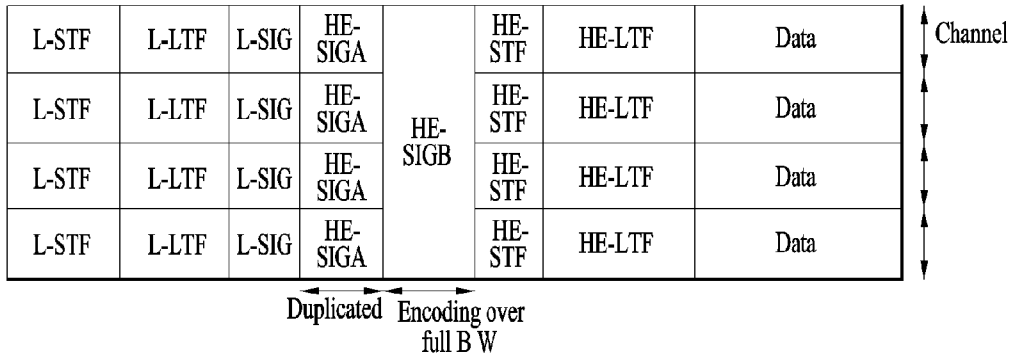 L-STF L-LTF L-SIG HE-SIGA HE-STF HE-LTF Data Channel
L-STF L-LTF L-SIG HE-SIGA HE-STF HE-LTF Data
HE-SIGB
L-STF L-LTF L-SIG HE-SIGA HE-STF HE-LTF Data
L-STF L-LTF L-SIG HE-SIGA HE-STF HE-LTF Data
Duplicated Encoding over
full B W